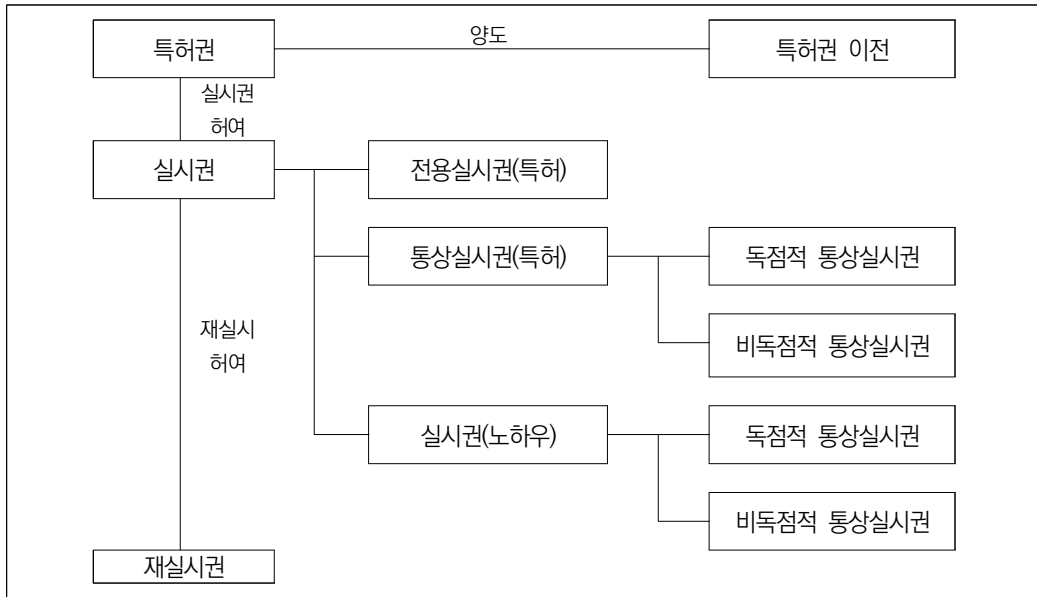 특허권
양도
특허권 이전
실시권
허여
실시권
전용실시권(특허)
통상실시권(특허)
독점적 통상실시권
비독점적 통상실시권
재실시
허여
실시권(노하우)
독점적 통상실시권
비독점적 통상실시권
재실시권